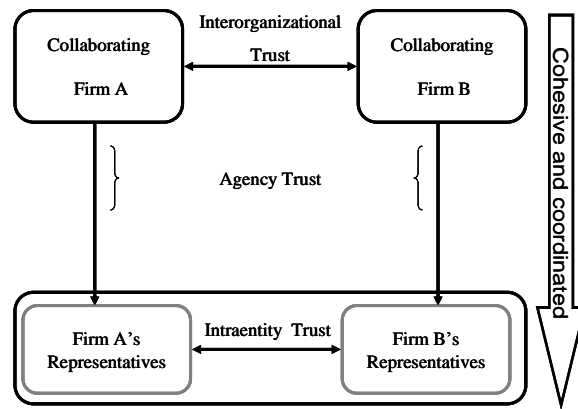 Collaborating
Firm A
Interorganizational
Trust
Collaborating
Firm B
Agency Trust
Firm A's
Representatives
Intraentity Trust
Firm B's
Representatives
Cohesive and coordinated